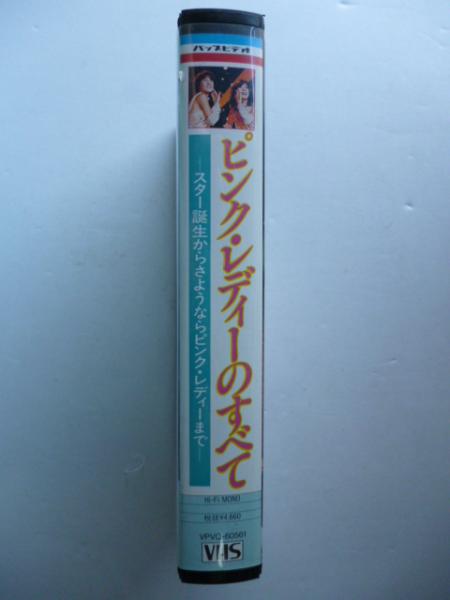 バップビデオ
ピンク・レディーのすべて
―スター誕生からさようならピンク・レディーまで―
Hi-Fi MONO
税抜¥4,660
VPVQ-60561
VHS